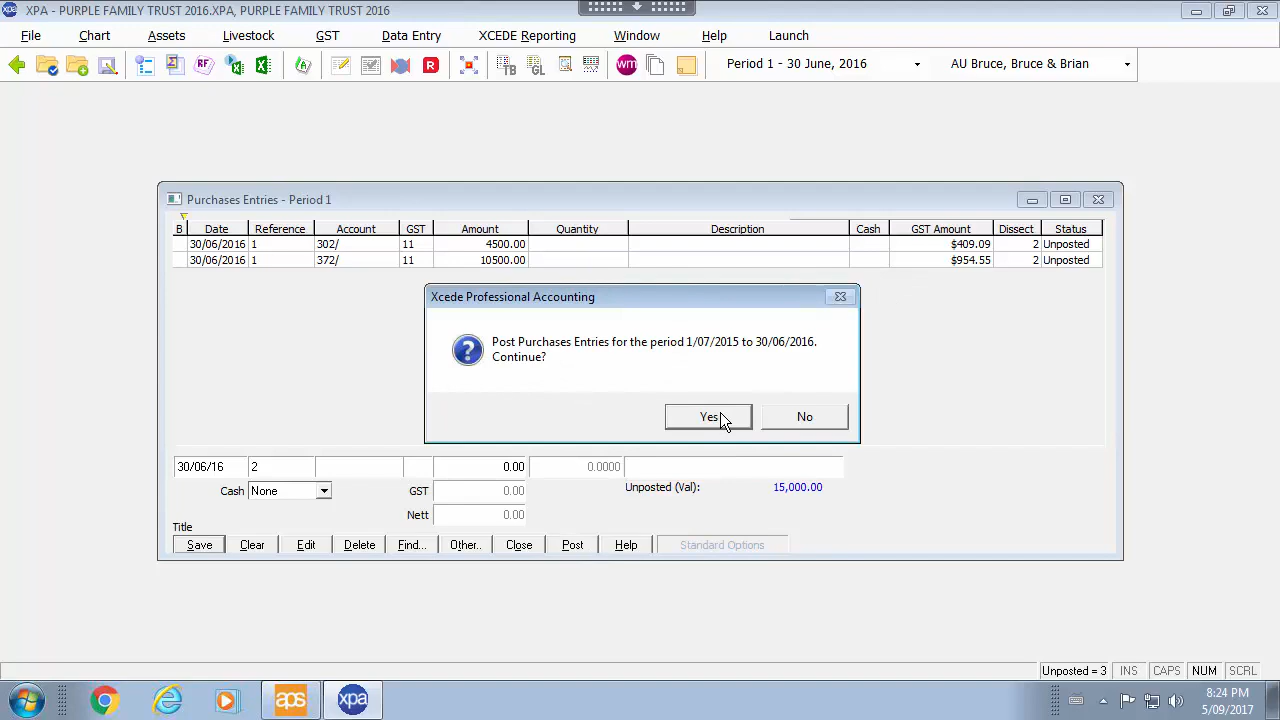 XPA - PURPLE FAMILY TRUST 2016.XPA, PURPLE FAMILY TRUST 2016
File Chart Assets Livestock GST Data Entry XCEDE Reporting Window Help Launch
RF R TB GL wm Period 1 - 30 June, 2016 AU Bruce, Bruce & Brian
Purchases Entries - Period 1
B Date Reference Account GST Amount Quantity Description Cash GST Amount Dissect Status
30/06/2016 1 302/ 11 4500.00 $409.09 2 Unposted
30/06/2016 1 372/ 11 10500.00 $954.55 2 Unposted
Xcede Professional Accounting
Post Purchases Entries for the period 1/07/2015 to 30/06/2016.
Continue?
Yes No
30/06/16 2 0.00 0.0000
Cash None GST 0.00 Unposted (Val): 15,000.00
Nett 0.00
Title
Save Clear Edit Delete Find. Other.. Close Post Help Standard Options
Unposted = 3 INS CAPS NUM SCRL
aps xpa 8:24 PM
5/09/2017